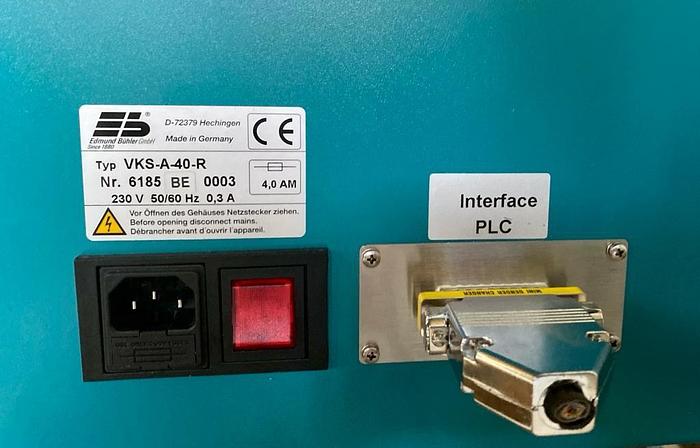 EB ®
Edmund Bühler GmbH
Since 1880
D-72379 Hechingen
Made in Germany
CE
Typ VKS-A-40-R
Nr. 6185 BE 0003
4,0 AM
230 V 50/60 Hz 0,3 A
Vor Öffnen des Gehäuses Netzstecker ziehen.
Before opening disconnect mains.
Débrancher avant d'ouvrir l'appareil.
Interface
PLC
MINI GENDER CHANGER